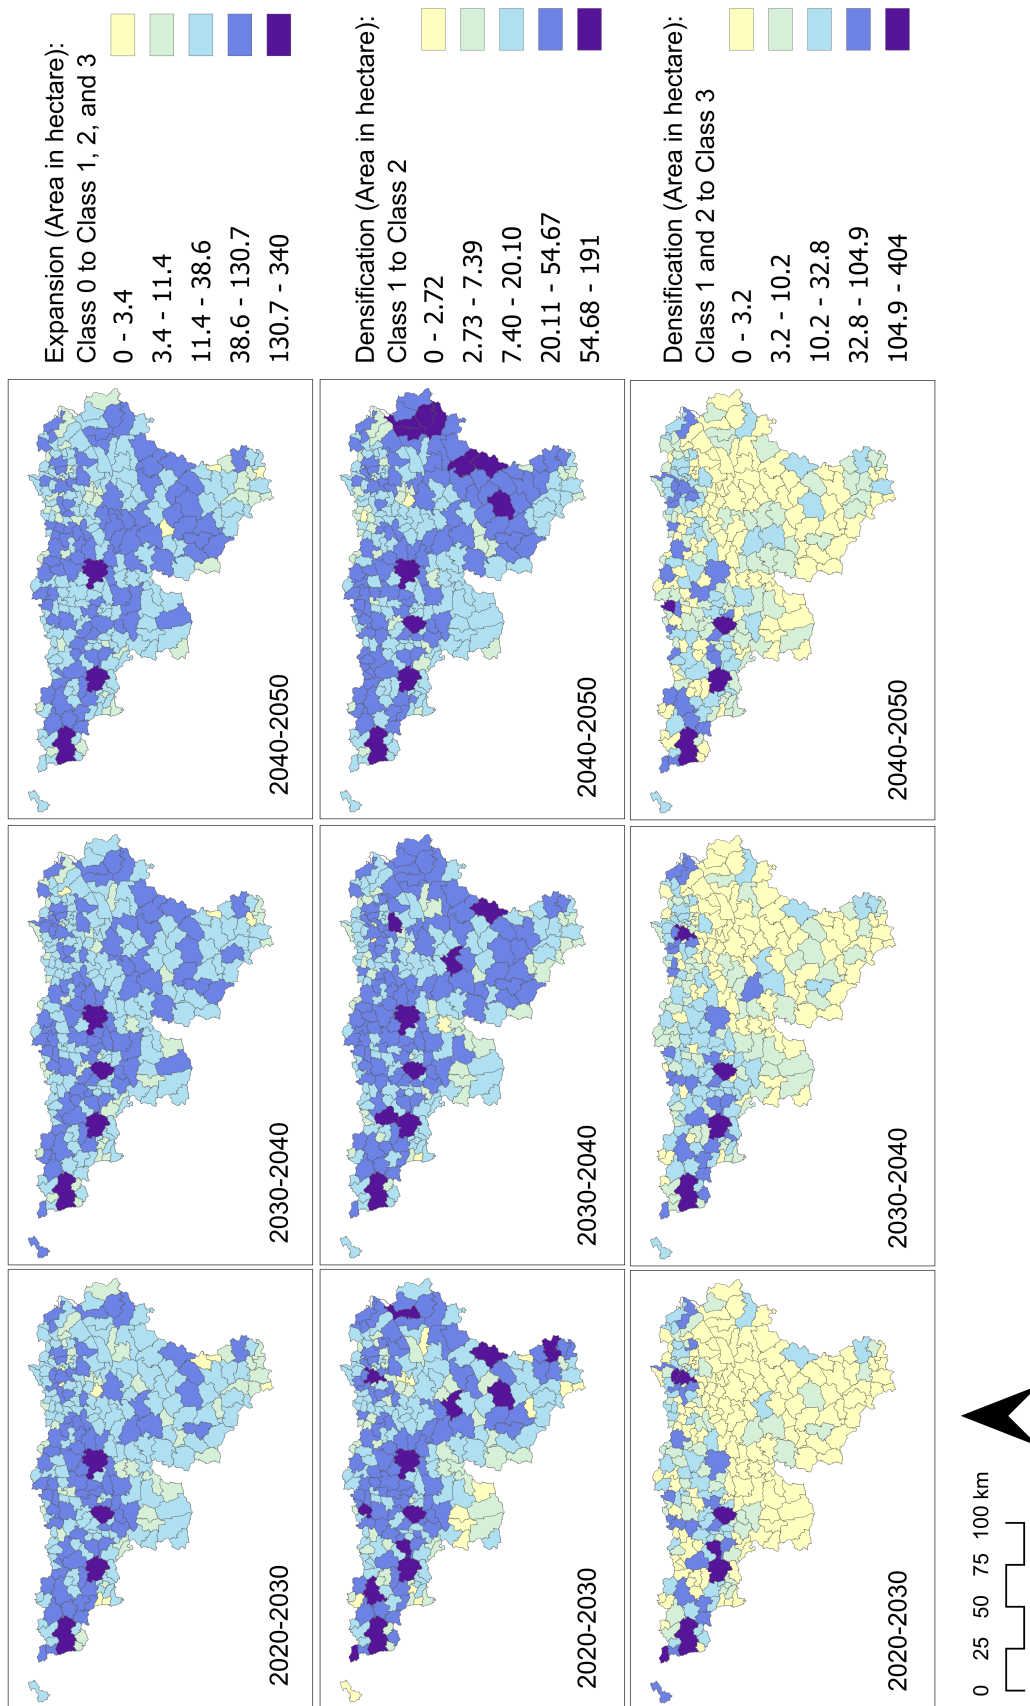 2020-2030
2030-2040
2040-2050
Expansion (Area in hectare):
Class 0 to Class 1, 2, and 3
0 - 3.4
3.4 - 11.4
11.4 - 38.6
38.6 - 130.7
130.7 - 340
2020-2030
2030-2040
2040-2050
Densification (Area in hectare):
Class 1 to Class 2
0 - 2.72
2.73 - 7.39
7.40 - 20.10
20.11 - 54.67
54.68 - 191
2020-2030
2030-2040
2040-2050
Densification (Area in hectare):
Class 1 and 2 to Class 3
0 - 3.2
3.2 - 10.2
10.2 - 32.8
32.8 - 104.9
104.9 - 404
0 25 50 75 100 km